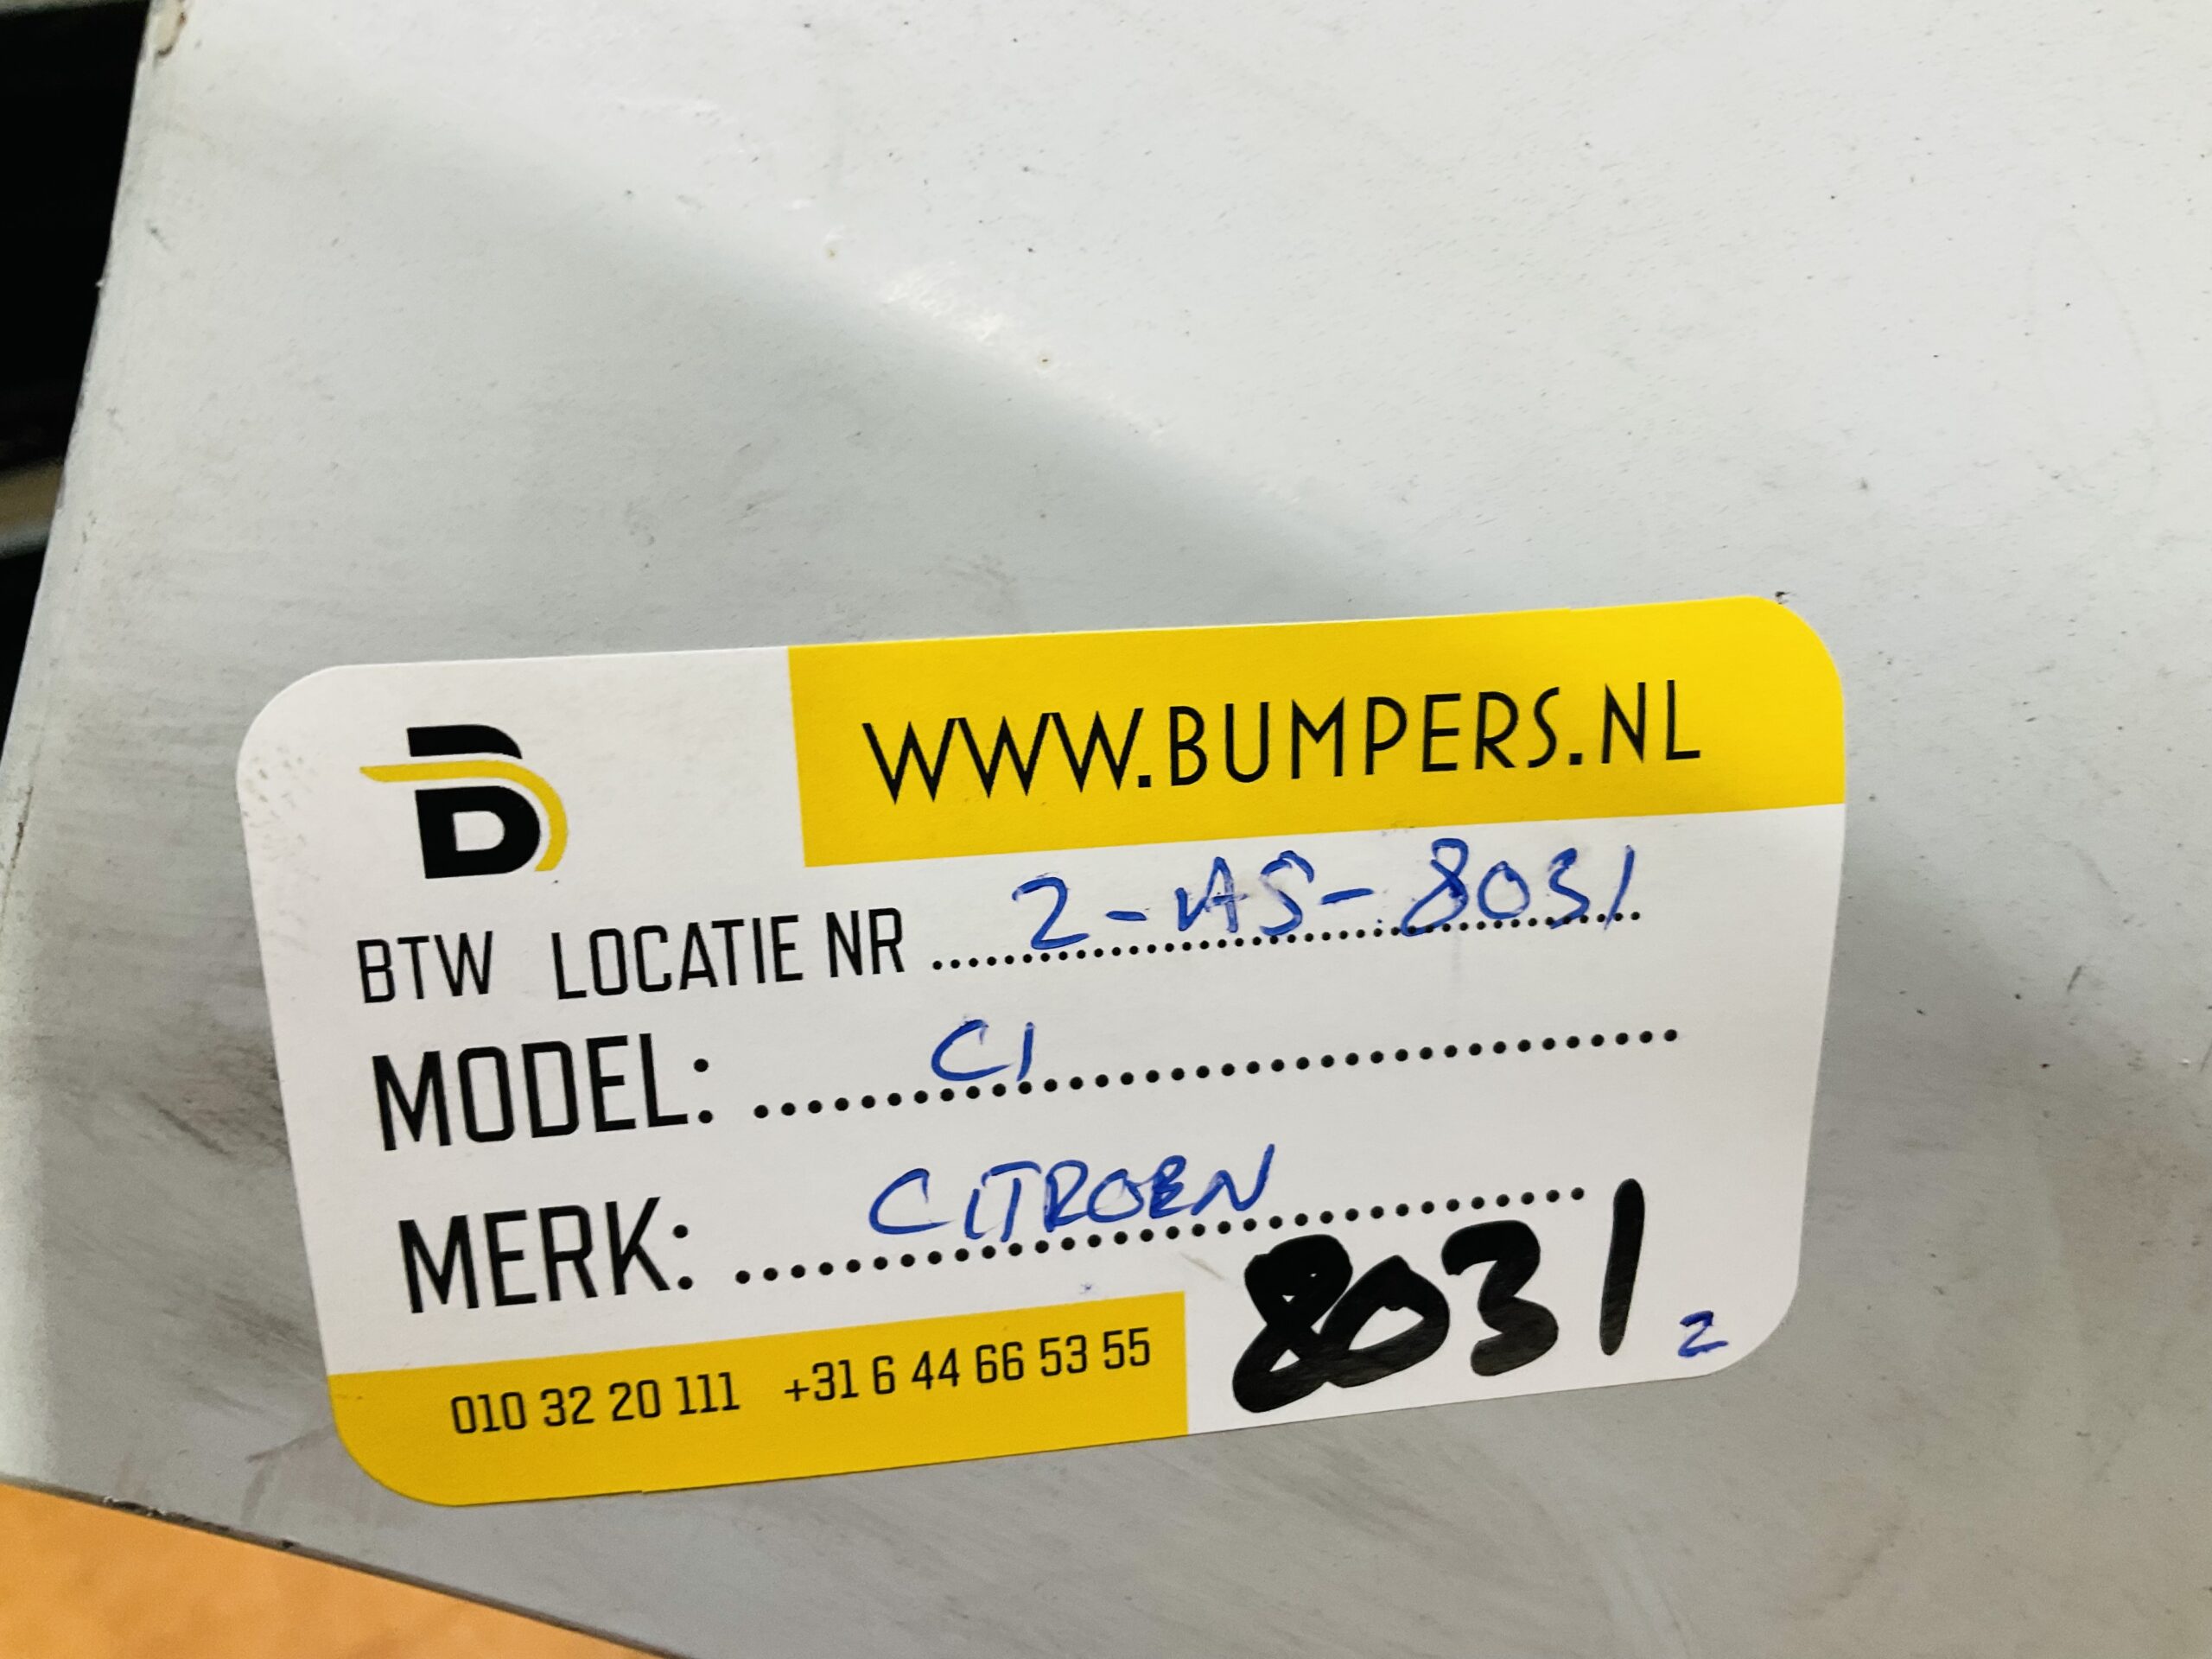 B
WWW.BUMPERS.NL
BTW LOCATIE NR 2-AS-8031
MODEL: C1
MERK: CITROEN
8031 2
010 32 20 111 +31 6 44 66 53 55